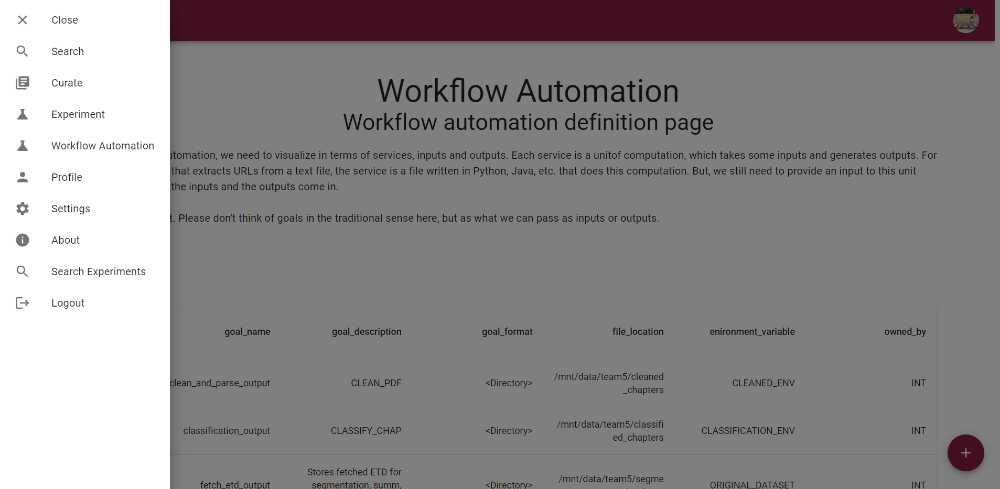 Close
Search
Curate
Experiment
Workflow Automation
Profile
Settings
About
Search Experiments
Logout
Workflow Automation
Workflow automation definition page
utomation, we need to visualize in terms of services, inputs and outputs. Each service is a unitof computation, which takes some inputs and generates outputs. For
that extracts URLs from a text file, the service is a file written in Python, Java, etc. that does this computation. But, we still need to provide an input to this unit
the inputs and the outputs come in.
t. Please don't think of goals in the traditional sense here, but as what we can pass as inputs or outputs.
goal_name goal_description goal_format file_location enironment_variable owned_by
clean_and_parse_output CLEAN_PDF <Directory> /mnt/data/team5/cleaned
_chapters CLEANED_ENV INT
classification_output CLASSIFY_CHAP <Directory> /mnt/data/team5/classifi
ed_chapters CLASSIFICATION_ENV INT
Stores fetched ETD for
fetch_etd_output segmentation, summ, <Directory> /mnt/data/team5/segme ORIGINAL_DATASET INT